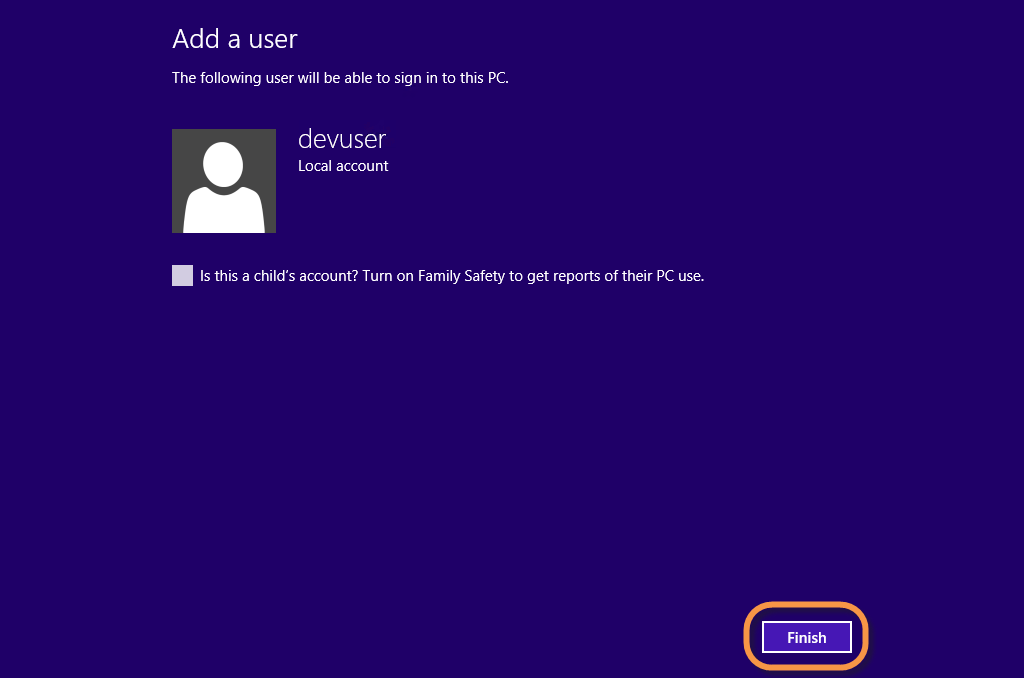 Add a user
The following user will be able to sign in to this PC.
devuser
Local account
Is this a child's account? Turn on Family Safety to get reports of their PC use.
Finish